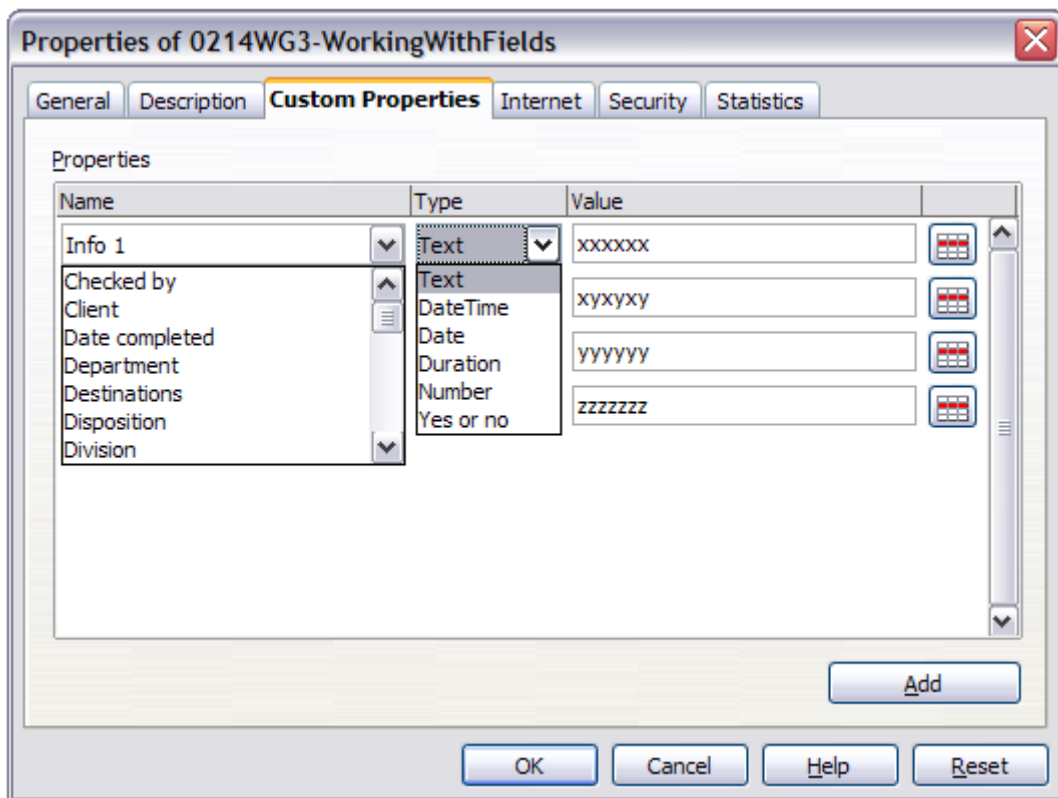 Properties of 0214WG3-WorkingWithFields
General Description Custom Properties Internet Security Statistics
Properties
Name Type Value
Info 1 Text xxxxxx
Checked by Text
Client DateTime xyxyxy
Date completed Date
Department Duration yyyyyy
Destinations Number
Disposition Yes or no zzzzzzz
Division
Add
OK Cancel Help Reset